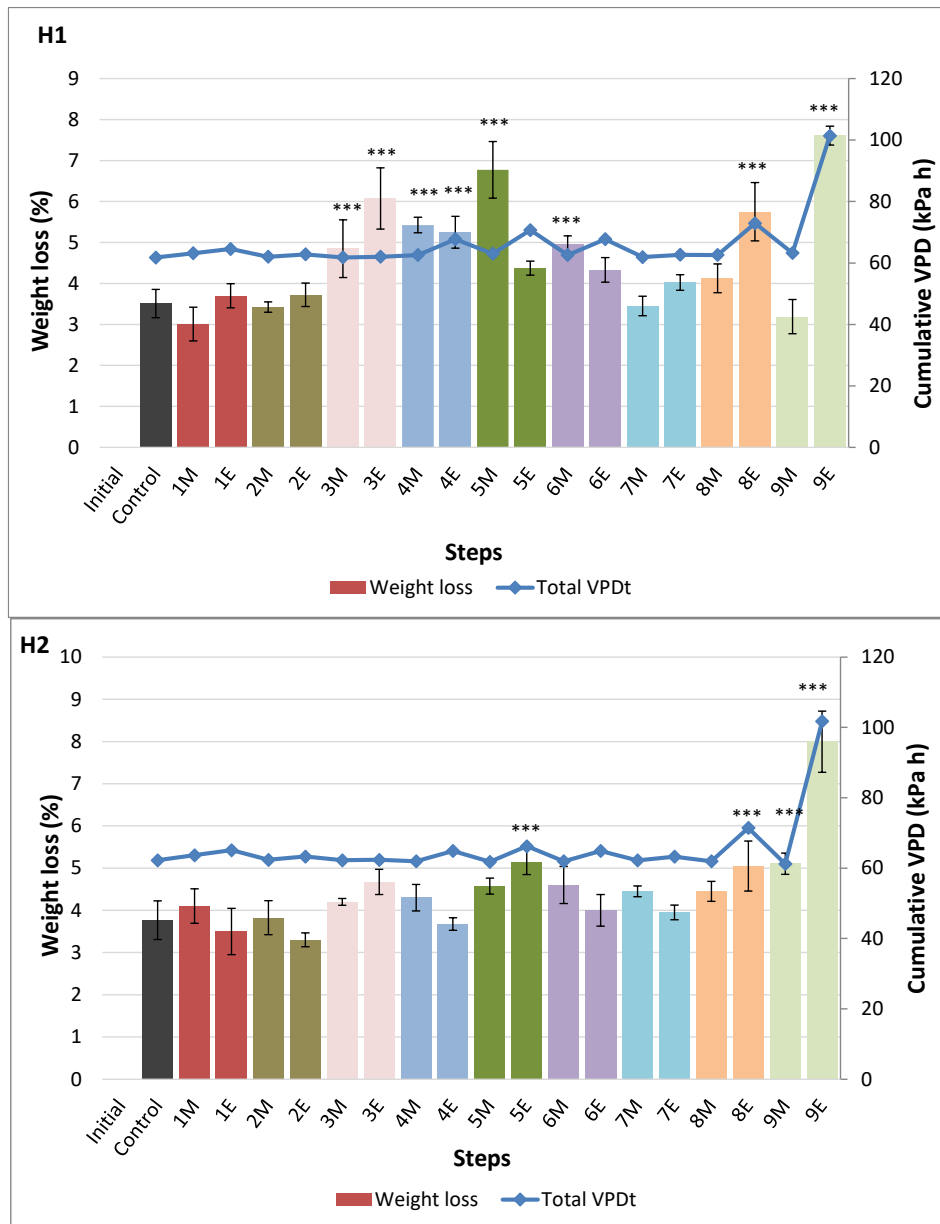 H1
Weight loss (%)
9
8
7
6
5
4
3
2
1
0
Cumulative VPD (kPa h)
120
100
80
60
40
20
0
*** *** *** *** *** *** *** ***
Initial Control 1M 1E 2M 2E 3M 3E 4M 4E 5M 5E 6M 6E 7M 7E 8M 8E 9M 9E
Steps
Weight loss Total VPDt
H2
Weight loss (%)
10
9
8
7
6
5
4
3
2
1
0
Cumulative VPD (kPa h)
120
100
80
60
40
20
0
*** *** *** ***
Initial Control 1M 1E 2M 2E 3M 3E 4M 4E 5M 5E 6M 6E 7M 7E 8M 8E 9M 9E
Steps
Weight loss Total VPDt